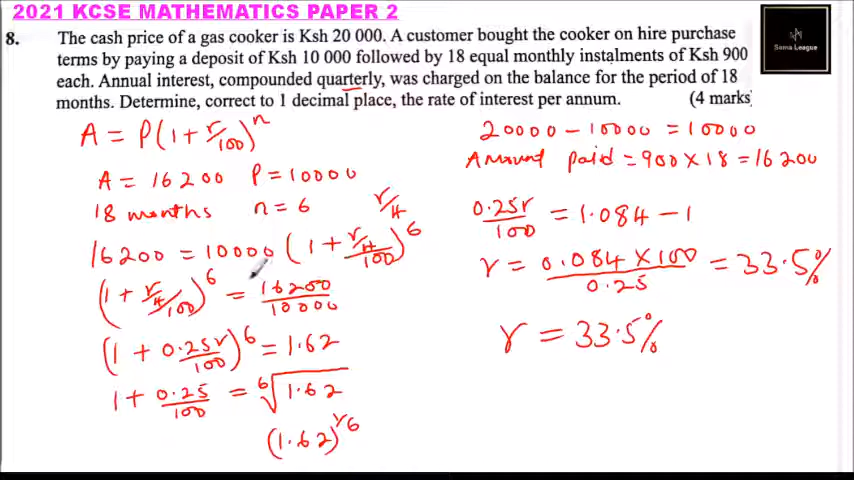 2021 KCSE MATHEMATICS PAPER 2
8. The cash price of a gas cooker is Ksh 20 000. A customer bought the cooker on hire purchase
terms by paying a deposit of Ksh 10 000 followed by 18 equal monthly instalments of Ksh 900
each. Annual interest, compounded quarterly, was charged on the balance for the period of 18
months. Determine, correct to 1 decimal place, the rate of interest per annum. (4 marks)
Soma League
A = P(1 + r/100)^n
A = 16200 P = 10000
18 months n = 6
r/4
16200 = 10000 (1 + r/4/100)^6
(1 + r/4/100)^6 = 16200/10000
(1 + 0.25r/100)^6 = 1.62
1 + 0.25/100 = ⁶√1.62
(1.62)^1/6
20000 - 10000 = 10000
Amount paid = 900 X 18 = 16200
0.25r/100 = 1.084 - 1
r = 0.084 X 100/0.25 = 33.5%
r = 33.5%